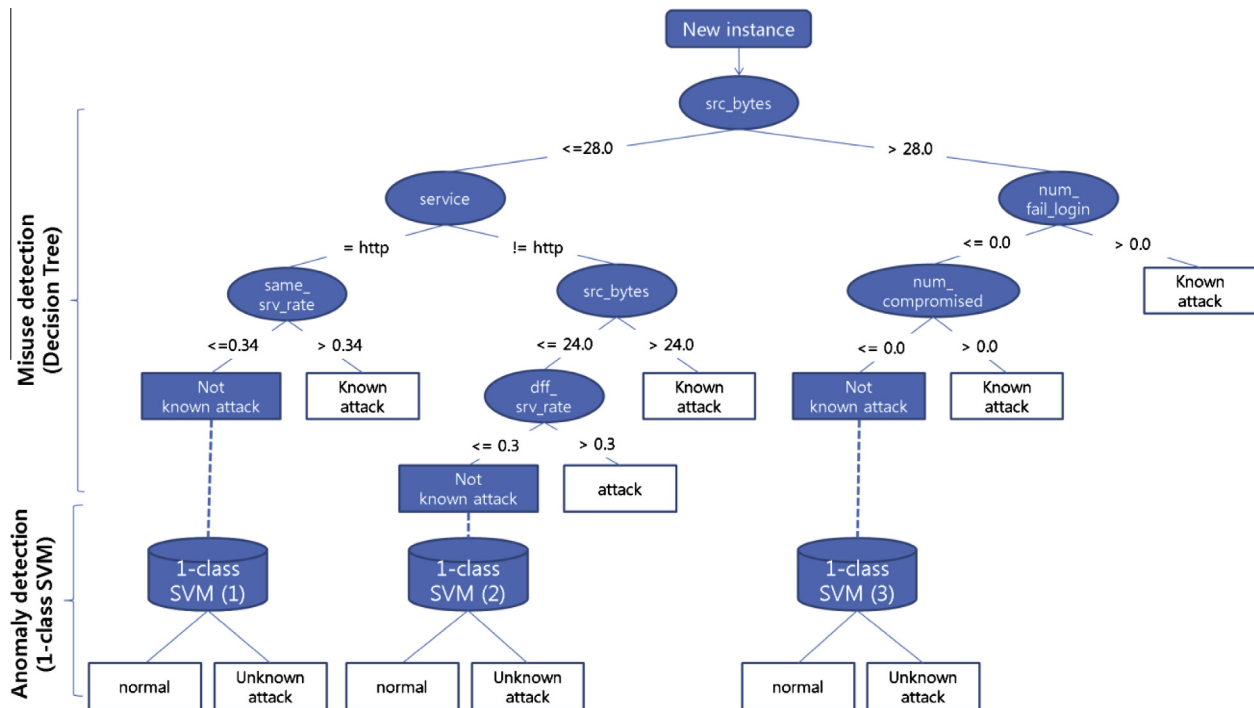 New instance
src_bytes
<=28.0
> 28.0
service
num_
fail_login
= http
!= http
<= 0.0
> 0.0
same_
srv_rate
src_bytes
num_
compromised
Known
attack
<=0.34
> 0.34
<= 24.0
> 24.0
<= 0.0
> 0.0
Not
known attack
Known
attack
dff_
srv_rate
Known
attack
Not
known attack
Known
attack
<= 0.3
> 0.3
Not
known attack
attack
Misuse detection
(Decision Tree)
1-class
SVM (1)
1-class
SVM (2)
1-class
SVM (3)
normal
Unknown
attack
normal
Unknown
attack
normal
Unknown
attack
Anomaly detection
(1-class SVM)